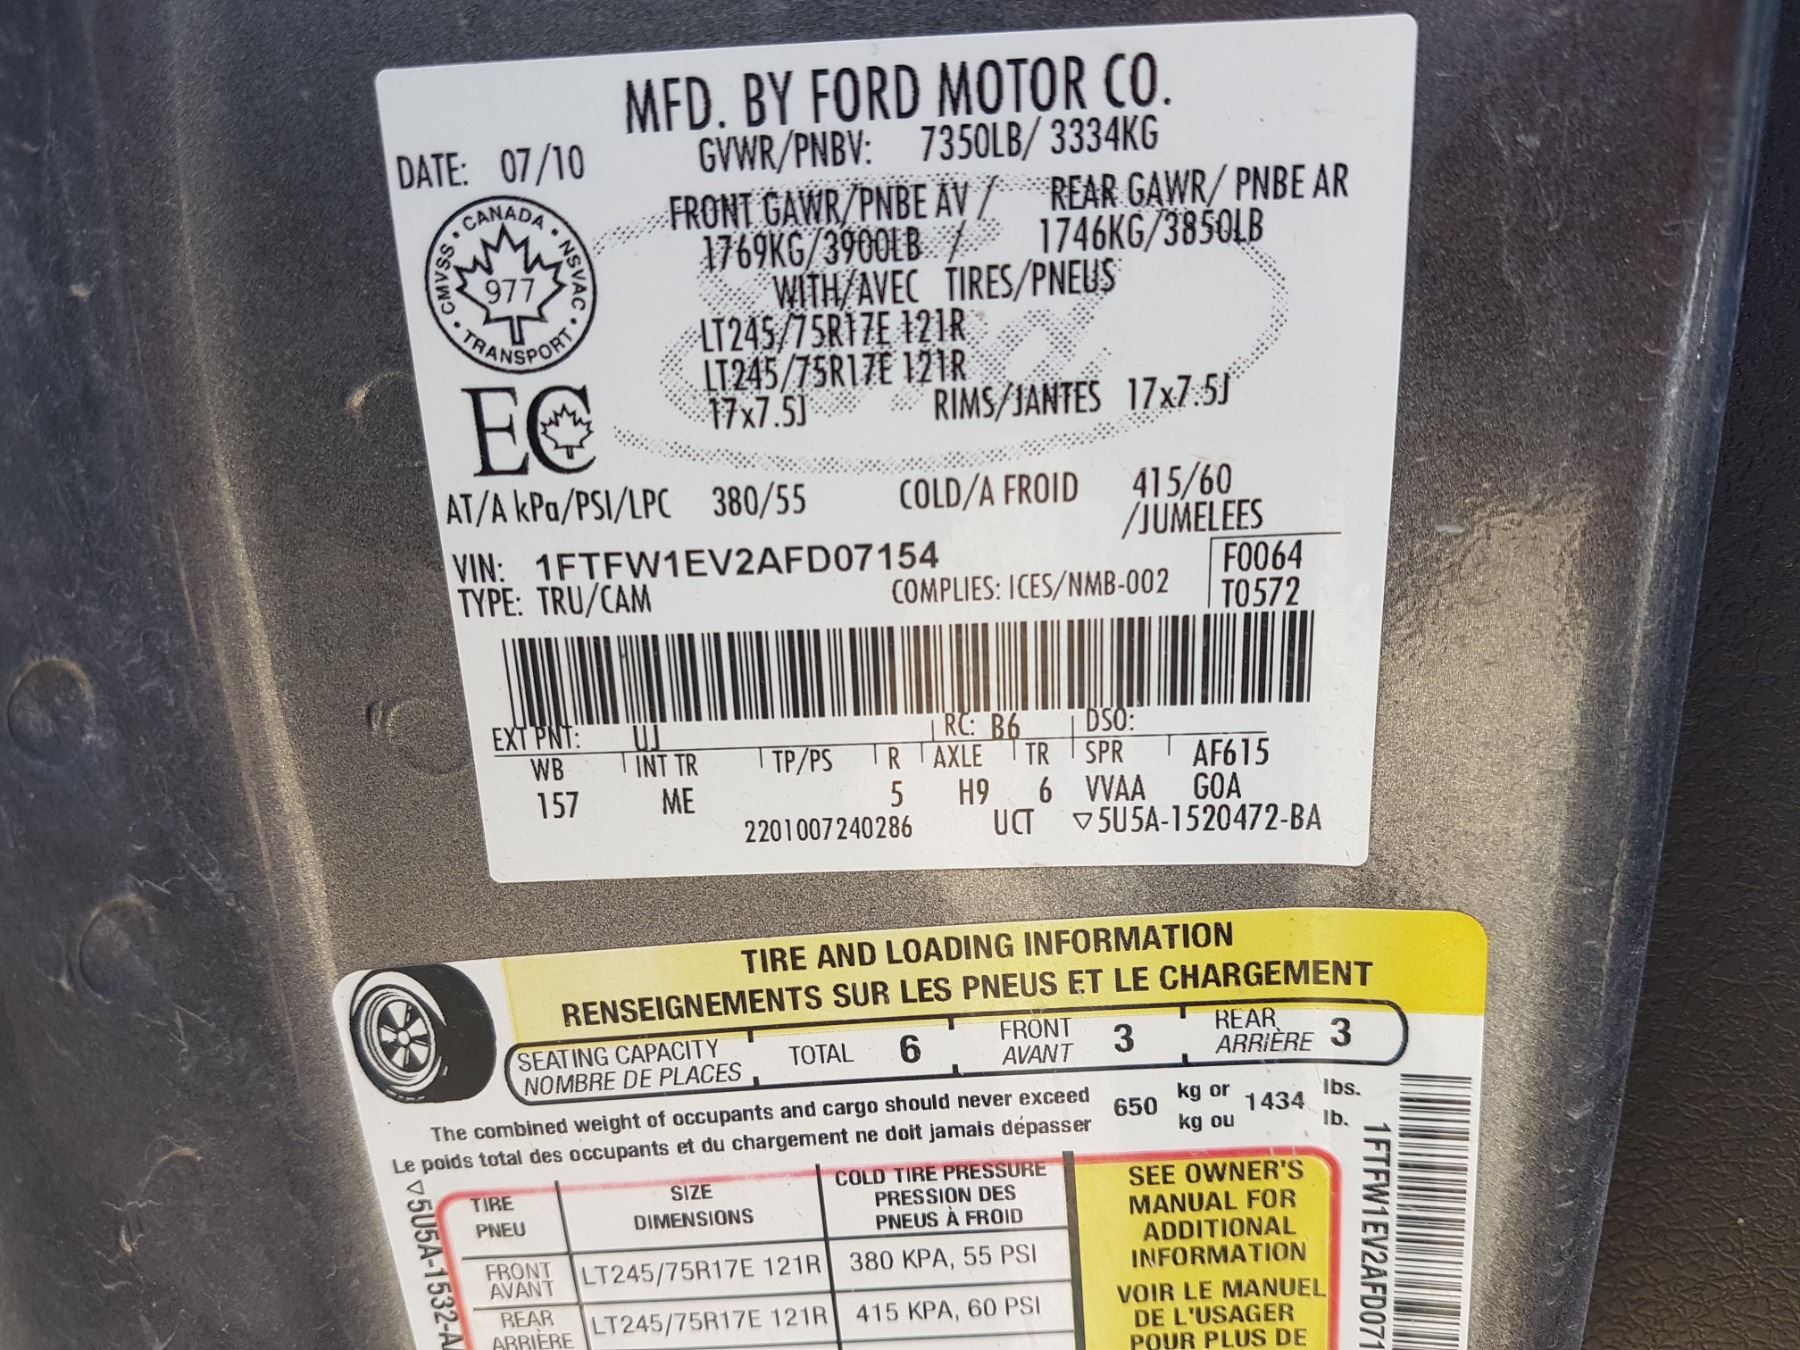 MFD. BY FORD MOTOR CO.
DATE: 07/10 GVWR/PNBV: 7350LB/ 3334KG
FRONT GAWR/PNBE AV / REAR GAWR/ PNBE AR
1769KG/3900LB / 1746KG/3850LB
WITH/AVEC TIRES/PNEUS
LT245/75R17E 121R
LT245/75R17E 121R
17x7.5J RIMS/JANTES 17x7.5J
CANADA · NSVAC · TRANSPORT · CMVSS ·
977
EC
AT/A kPa/PSI/LPC 380/55 COLD/A FROID 415/60
/JUMELEES
VIN: 1FTFW1EV2AFD07154 F0064
TYPE: TRU/CAM COMPLIES: ICES/NMB-002 T0572
EXT PNT: UJ RC: B6 DSO:
WB INT TR TP/PS R AXLE TR SPR AF615
157 ME 5 H9 6 VVAA GOA
2201007240286 UCT ▽5U5A-1520472-BA
TIRE AND LOADING INFORMATION
RENSEIGNEMENTS SUR LES PNEUS ET LE CHARGEMENT
SEATING CAPACITY
NOMBRE DE PLACES
TOTAL 6
FRONT
AVANT
3
REAR
ARRIÈRE
3
The combined weight of occupants and cargo should never exceed 650 kg or 1434 lbs.
Le poids total des occupants et du chargement ne doit jamais dépasser kg ou lb.
TIRE
PNEU
SIZE
DIMENSIONS
COLD TIRE PRESSURE
PRESSION DES
PNEUS À FROID
FRONT
AVANT
LT245/75R17E 121R
380 KPA, 55 PSI
REAR
ARRIÈRE
LT245/75R17E 121R
415 KPA, 60 PSI
SEE OWNER'S
MANUAL FOR
ADDITIONAL
INFORMATION
VOIR LE MANUEL
DE L'USAGER
POUR PLUS DE
▽5U5A-1532-A
1FTFW1EV2AFD071